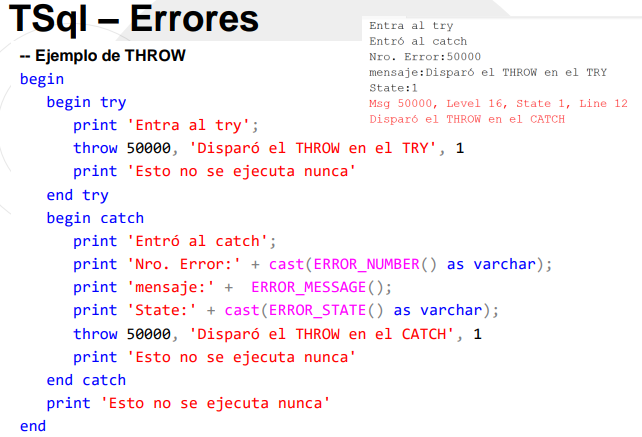 TSql – Errores
-- Ejemplo de THROW
begin
begin try
print 'Entra al try';
throw 50000, 'Disparó el THROW en el TRY', 1
print 'Esto no se ejecuta nunca'
end try
begin catch
print 'Entró al catch';
print 'Nro. Error:' + cast(ERROR_NUMBER() as varchar);
print 'mensaje:' +  ERROR_MESSAGE();
print 'State:' + cast(ERROR_STATE() as varchar);
throw 50000, 'Disparó el THROW en el CATCH', 1
print 'Esto no se ejecuta nunca'
end catch
print 'Esto no se ejecuta nunca'
end
Entra al try
Entró al catch
Nro. Error:50000
mensaje:Disparó el THROW en el TRY
State:1
Msg 50000, Level 16, State 1, Line 12
Disparó el THROW en el CATCH